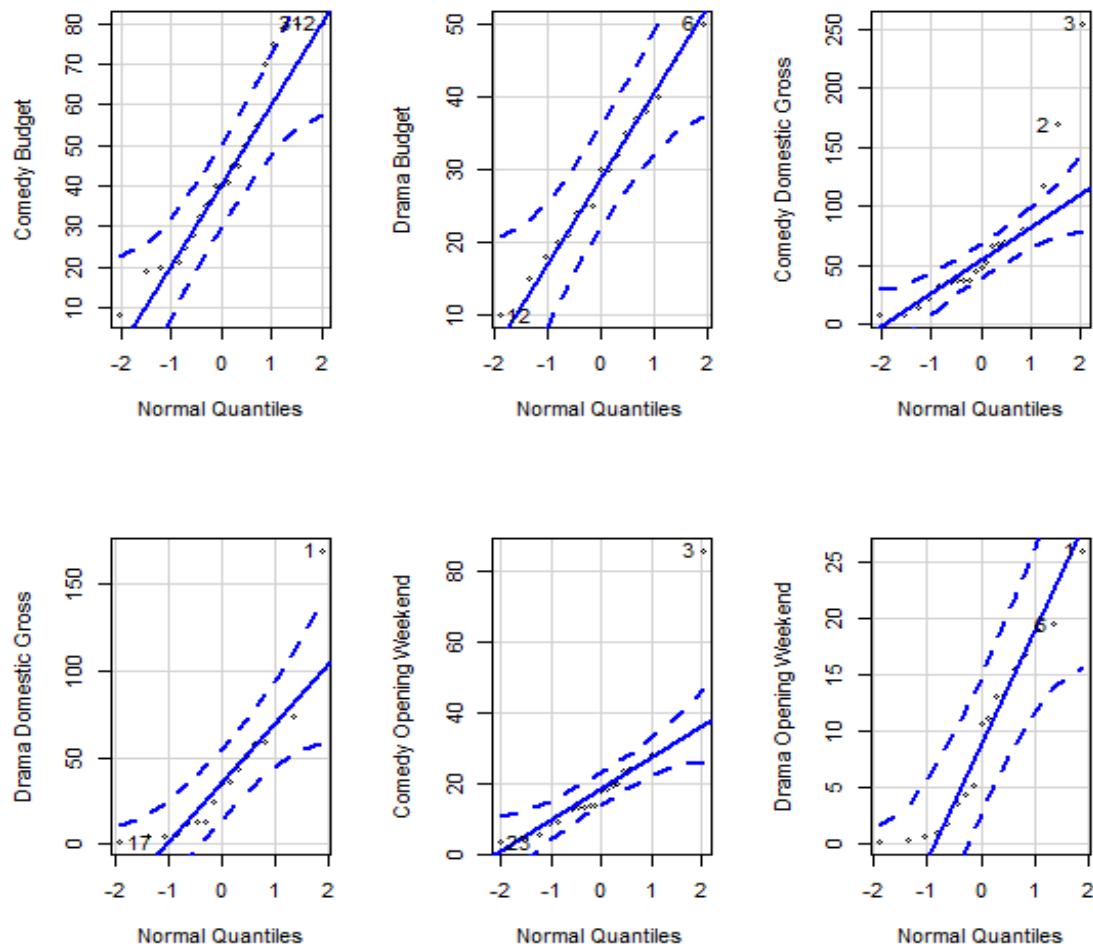 Comedy Budget
10 20 30 40 50 60 70 80
312
-2 -1 0 1 2
Normal Quantiles
Drama Budget
10 20 30 40 50
6
12
-2 -1 0 1 2
Normal Quantiles
Comedy Domestic Gross
0 50 100 150 200 250
3
2
-2 -1 0 1 2
Normal Quantiles
Drama Domestic Gross
0 50 100 150
1
17
-2 -1 0 1 2
Normal Quantiles
Comedy Opening Weekend
0 20 40 60 80
3
23
-2 -1 0 1 2
Normal Quantiles
Drama Opening Weekend
0 5 10 15 20 25
1
-2 -1 0 1 2
Normal Quantiles